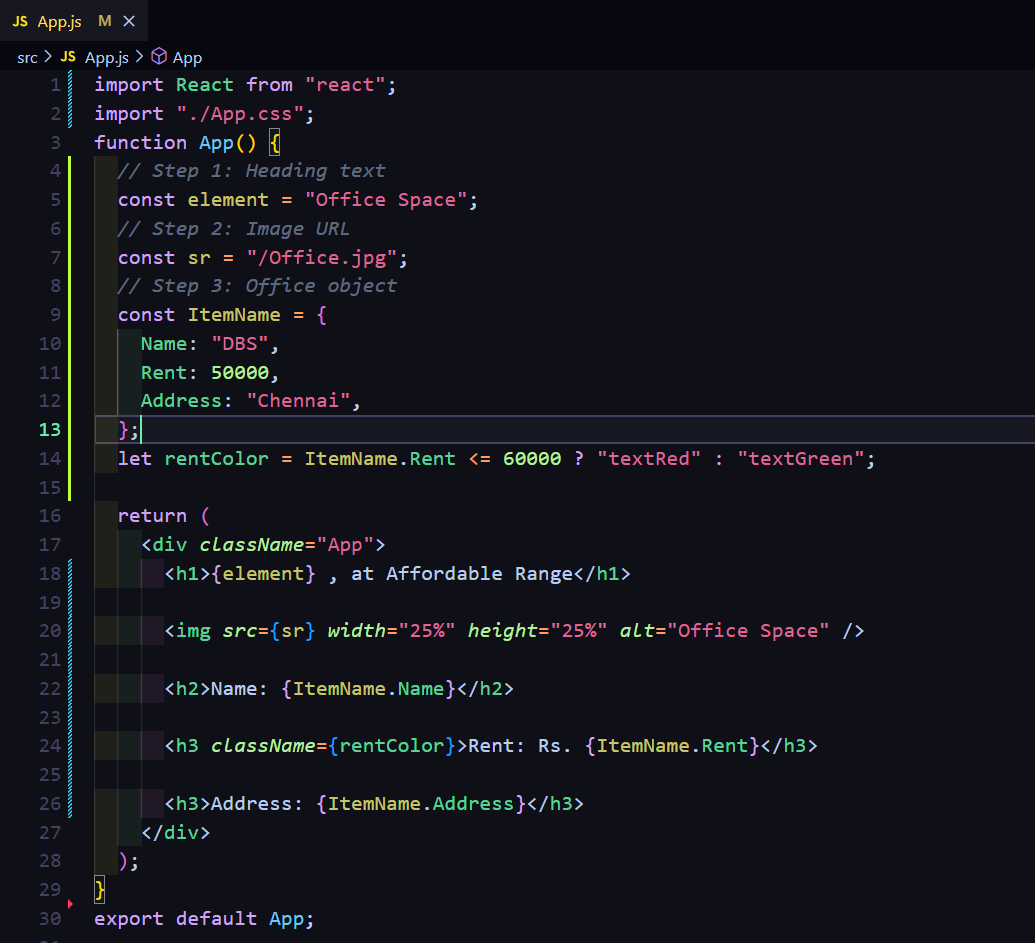 JS App.js M ×
src > JS App.js > App
1 import React from "react";
2 import "./App.css";
3 function App() {
4   // Step 1: Heading text
5   const element = "Office Space";
6   // Step 2: Image URL
7   const sr = "/Office.jpg";
8   // Step 3: Office object
9   const ItemName = {
10     Name: "DBS",
11     Rent: 50000,
12     Address: "Chennai",
13   };
14   let rentColor = ItemName.Rent <= 60000 ? "textRed" : "textGreen";
15
16   return (
17     <div className="App">
18       <h1>{element} , at Affordable Range</h1>
19
20       <img src={sr} width="25%" height="25%" alt="Office Space" />
21
22       <h2>Name: {ItemName.Name}</h2>
23
24       <h3 className={rentColor}>Rent: Rs. {ItemName.Rent}</h3>
25
26       <h3>Address: {ItemName.Address}</h3>
27     </div>
28   );
29 }
30 export default App;